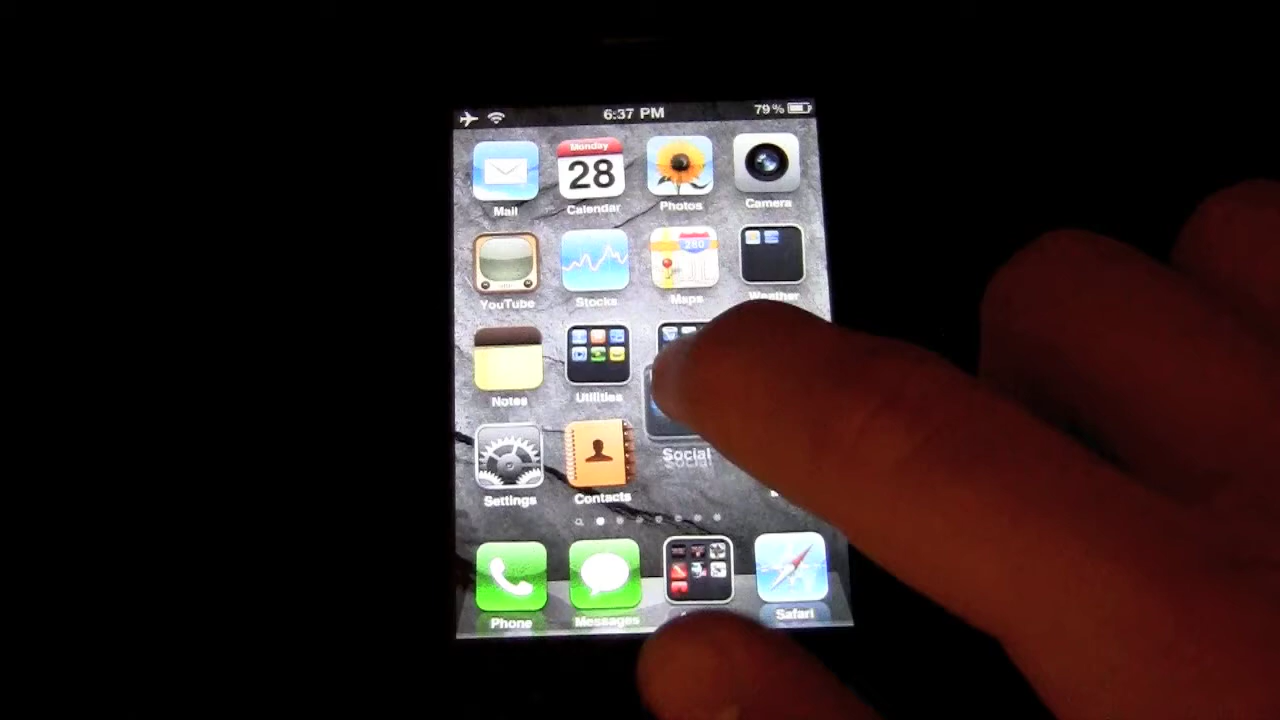 6:37 PM 79%
Monday
28
280
Mail Calendar Photos Camera
YouTube Stocks Maps Weather
Notes Utilities
Social
Settings Contacts
Phone Messages Safari